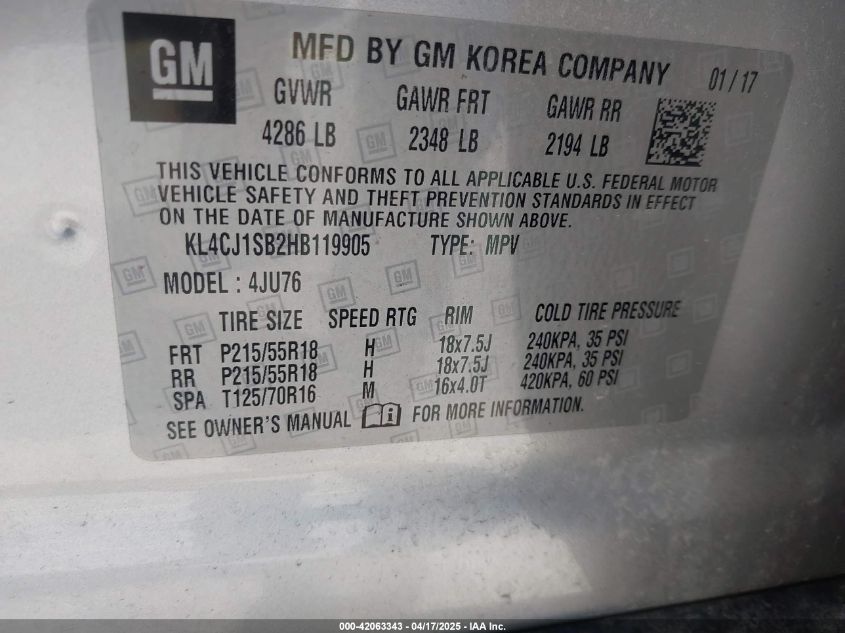 GM
MFD BY GM KOREA COMPANY 01/17
GVWR GAWR FRT GAWR RR
4286 LB 2348 LB 2194 LB
THIS VEHICLE CONFORMS TO ALL APPLICABLE U.S. FEDERAL MOTOR
VEHICLE SAFETY AND THEFT PREVENTION STANDARDS IN EFFECT
ON THE DATE OF MANUFACTURE SHOWN ABOVE.
KL4CJ1SB2HB119905 TYPE: MPV
MODEL : 4JU76
TIRE SIZE SPEED RTG RIM COLD TIRE PRESSURE
FRT P215/55R18 H 18x7.5J 240KPA, 35 PSI
RR P215/55R18 H 18x7.5J 240KPA, 35 PSI
SPA T125/70R16 M 16x4.0T 420KPA, 60 PSI
SEE OWNER'S MANUAL i FOR MORE INFORMATION.
000-42063343 - 04/17/2025 - IAA Inc.